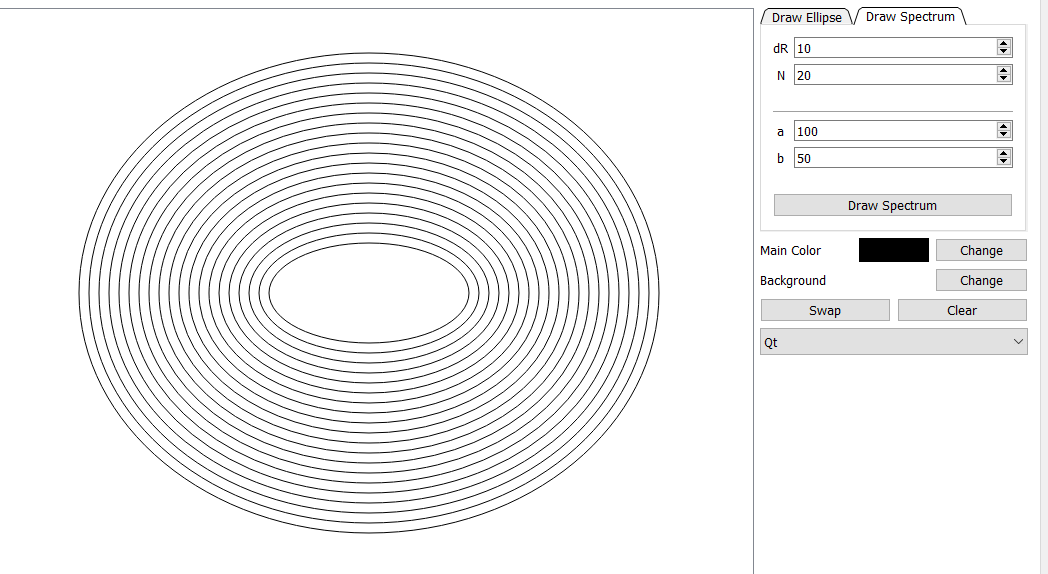 Draw Ellipse Draw Spectrum
dR 10
N 20
a 100
b 50
Draw Spectrum
Main Color Change
Background Change
Swap Clear
Qt